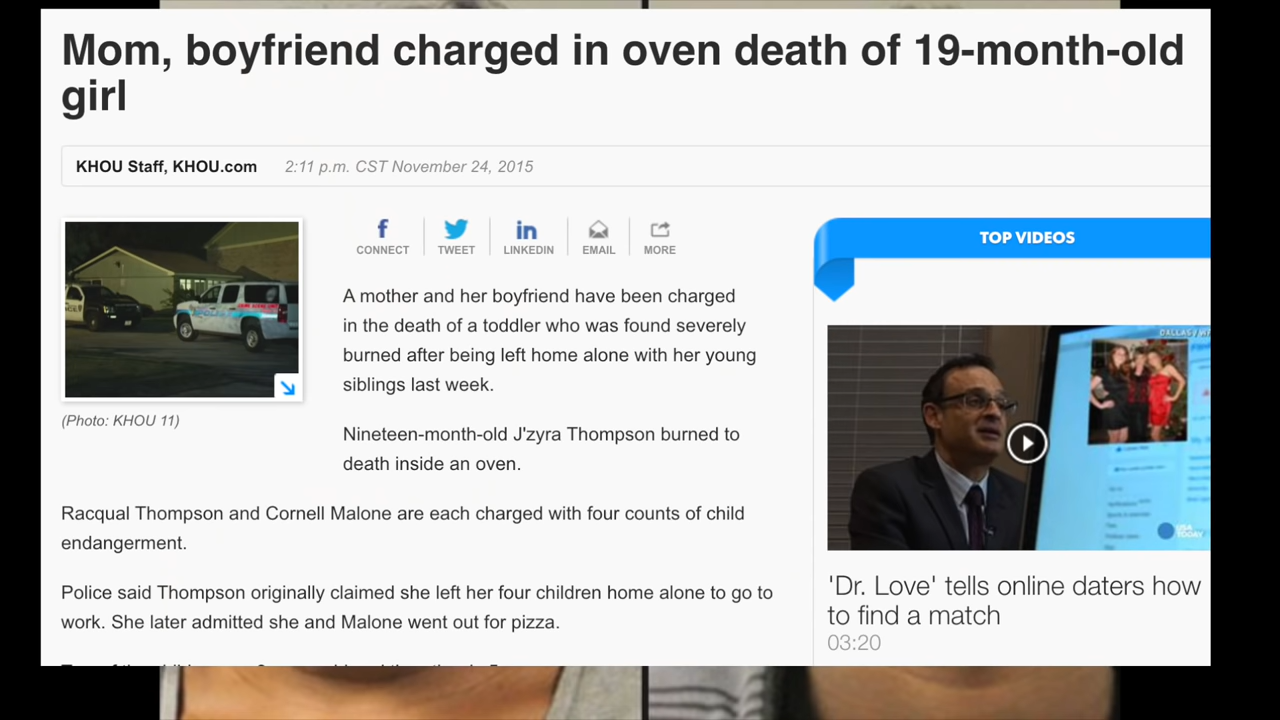 Mom, boyfriend charged in oven death of 19-month-old
girl
KHOU Staff, KHOU.com 2:11 p.m. CST November 24, 2015
(Photo: KHOU 11)
CONNECT TWEET LINKEDIN EMAIL MORE
A mother and her boyfriend have been charged
in the death of a toddler who was found severely
burned after being left home alone with her young
siblings last week.
Nineteen-month-old J'zyra Thompson burned to
death inside an oven.
Racqual Thompson and Cornell Malone are each charged with four counts of child
endangerment.
Police said Thompson originally claimed she left her four children home alone to go to
work. She later admitted she and Malone went out for pizza.
TOP VIDEOS
USA
TODAY
'Dr. Love' tells online daters how
to find a match
03:20